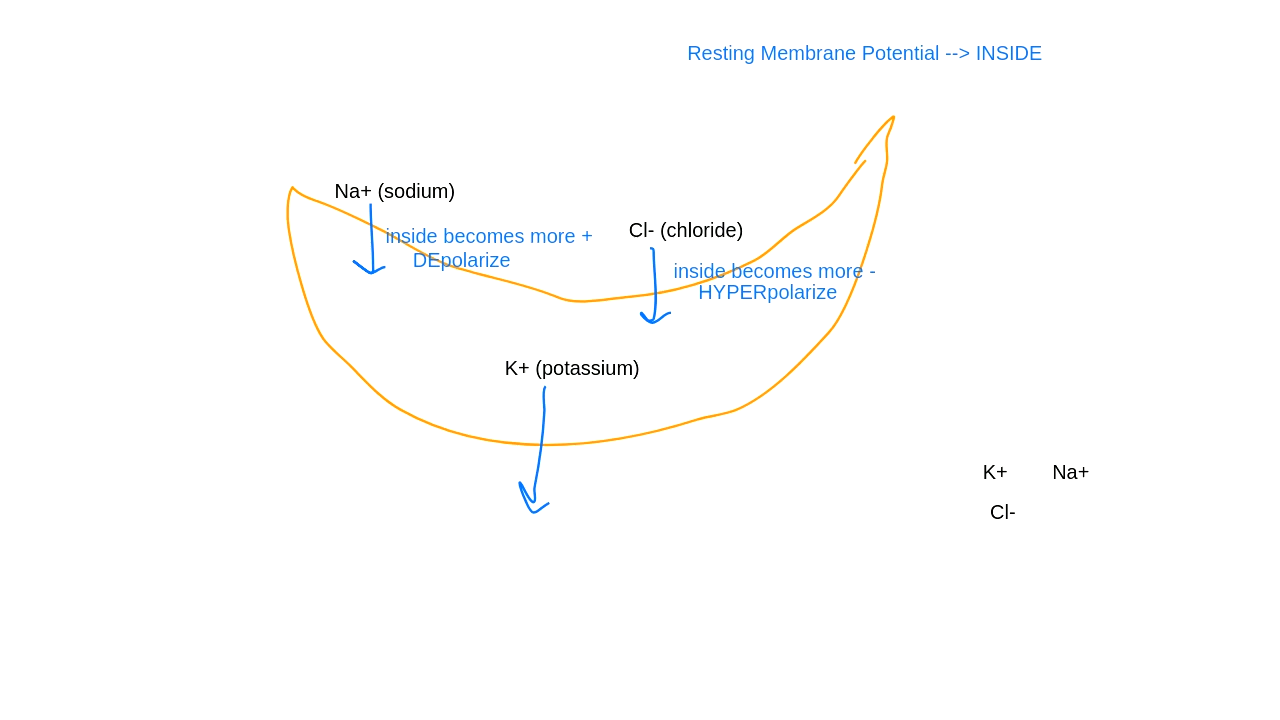 Resting Membrane Potential --> INSIDE
Na+ (sodium)
inside becomes more +
DEpolarize
Cl- (chloride)
inside becomes more -
HYPERpolarize
K+ (potassium)
K+ Na+
Cl-